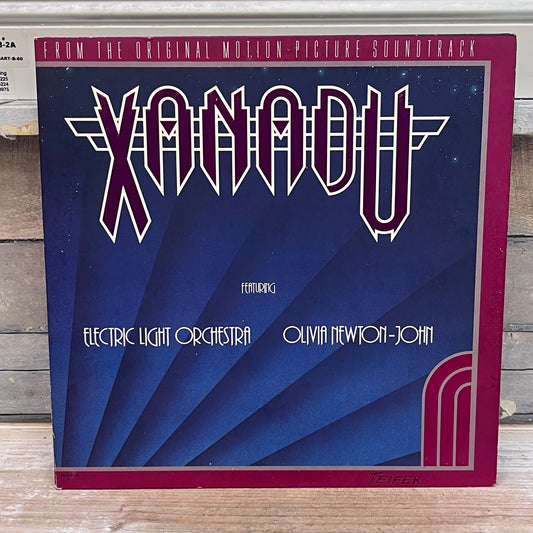 FROM THE ORIGINAL MOTION PICTURE SOUNDTRACK
XANADU
FEATURING
ELECTRIC LIGHT ORCHESTRA OLIVIA NEWTON-JOHN
TEIFER